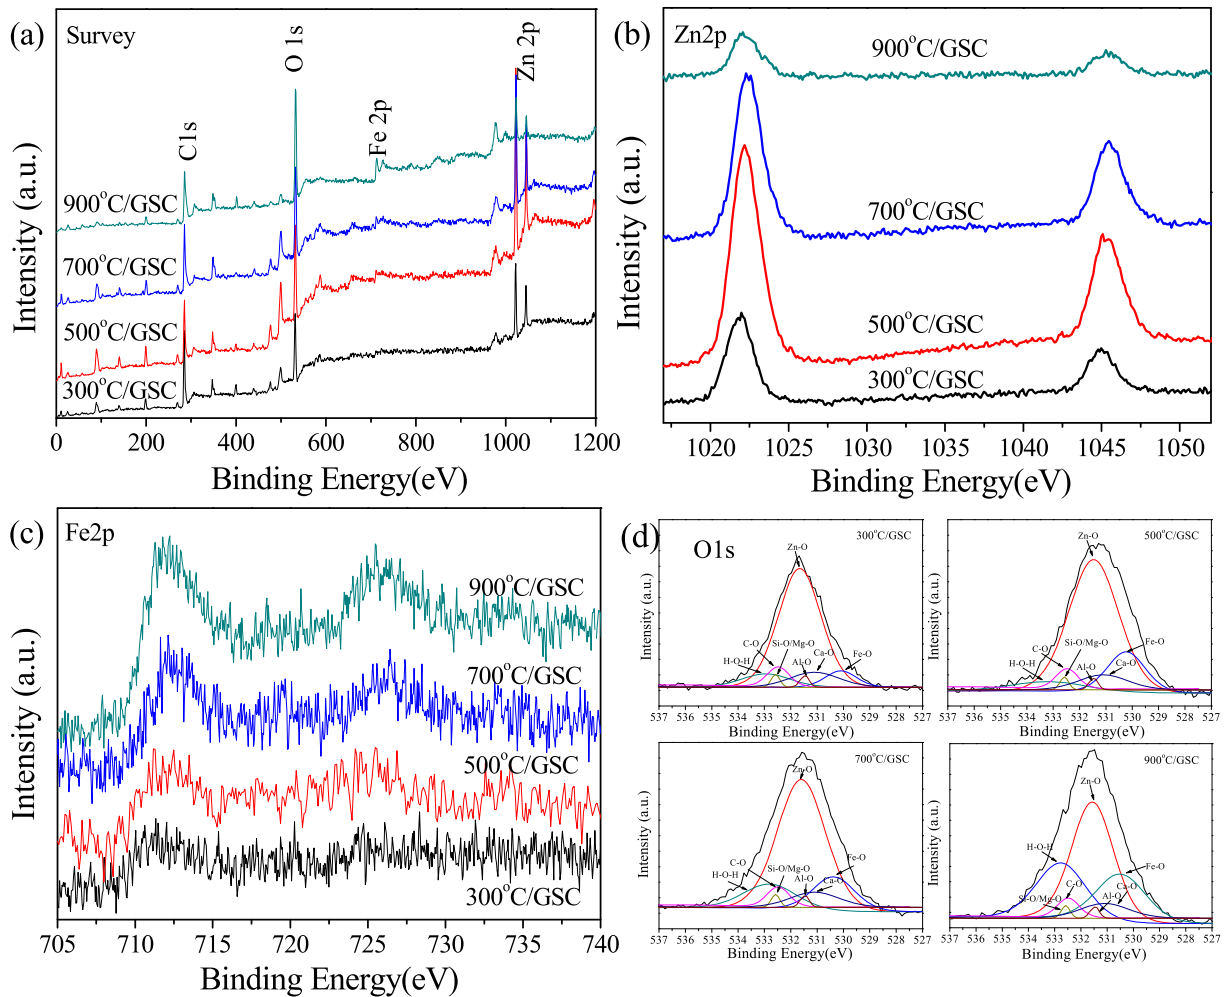 (a) Survey
C1s
O 1s
Fe 2p
Zn 2p
900°C/GSC
700°C/GSC
500°C/GSC
300°C/GSC
Intensity (a.u.)
0 200 400 600 800 1000 1200
Binding Energy(eV)
(b) Zn2p
900°C/GSC
700°C/GSC
500°C/GSC
300°C/GSC
Intensity (a.u.)
1020 1025 1030 1035 1040 1045 1050
Binding Energy(eV)
(c) Fe2p
900°C/GSC
700°C/GSC
500°C/GSC
300°C/GSC
Intensity (a.u.)
705 710 715 720 725 730 735 740
Binding Energy(eV)
(d) O1s
300°C/GSC
Zn-O
C-O
Si-O/Mg-O
H-O-H
Al-O
Ca-O
Fe-O
Intensity (a.u.)
537 536 535 534 533 532 531 530 529 528 527
Binding Energy(eV)
500°C/GSC
Zn-O
C-O
Si-O/Mg-O
H-O-H
Al-O
Ca-O
Fe-O
Intensity (a.u.)
537 536 535 534 533 532 531 530 529 528 527
Binding Energy(eV)
700°C/GSC
Zn-O
C-O
Si-O/Mg-O
H-O-H
Al-O
Ca-O
Fe-O
Intensity (a.u.)
537 536 535 534 533 532 531 530 529 528 527
Binding Energy(eV)
900°C/GSC
Zn-O
H-O-H
C-O
Si-O/Mg-O
Al-O
Ca-O
Fe-O
Intensity (a.u.)
537 536 535 534 533 532 531 530 529 528 527
Binding Energy(eV)